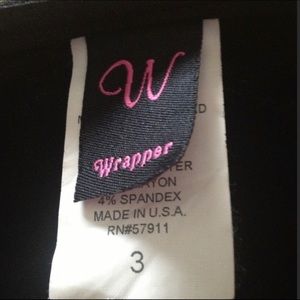 W
Wrapper
4% SPANDEX
MADE IN U.S.A.
RN#57911
3